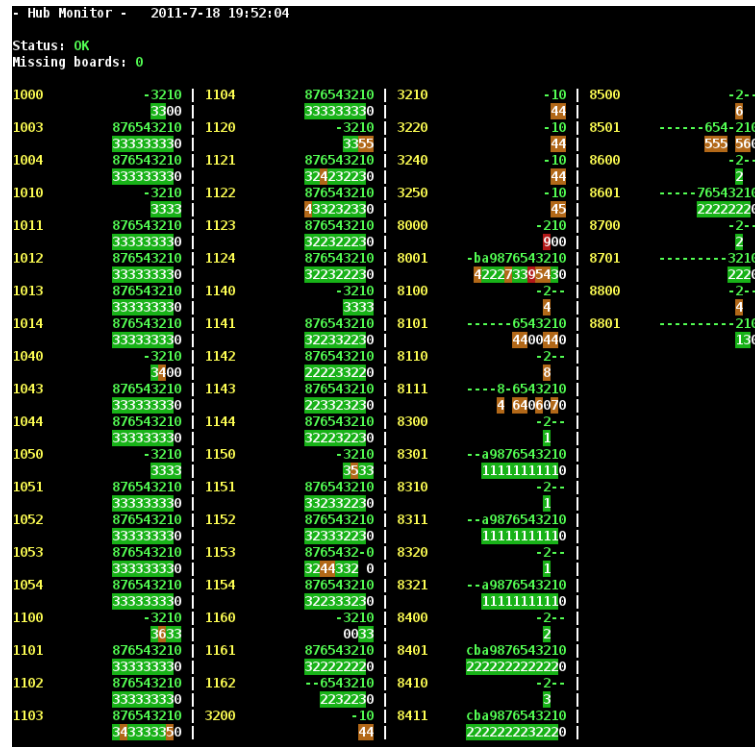 - Hub Monitor -   2011-7-18 19:52:04
Status: OK
Missing boards: 0
1000 -3210 | 1104 876543210 | 3210 -10 | 8500 -2--
3300 | 333333330 | 44 | 6
1003 876543210 | 1120 -3210 | 3220 -10 | 8501 ------654-210
333333330 | 3355 | 44 | 555 560
1004 876543210 | 1121 876543210 | 3240 -10 | 8600 -2--
333333330 | 324232230 | 44 | 2
1010 -3210 | 1122 876543210 | 3250 -10 | 8601 -----76543210
3333 | 433232330 | 45 | 22222220
1011 876543210 | 1123 876543210 | 8000 -210 | 8700 -2--
333333330 | 322322230 | 900 | 2
1012 876543210 | 1124 876543210 | 8001 -ba9876543210 | 8701 ----------3210
333333330 | 322322230 | 422273395430 | 2220
1013 876543210 | 1140 -3210 | 8100 -2-- | 8800 -2--
333333330 | 3333 | 4 | 4
1014 876543210 | 1141 876543210 | 8101 ------6543210 | 8801 ----------210
333333330 | 322332230 | 4400440 | 130
1040 -3210 | 1142 876543210 | 8110 -2-- |
3400 | 222233220 | 8 |
1043 876543210 | 1143 876543210 | 8111 ----8-6543210 |
333333330 | 223323230 | 4 6406070 |
1044 876543210 | 1144 876543210 | 8300 -2-- |
333333330 | 322232230 | 1 |
1050 -3210 | 1150 -3210 | 8301 --a9876543210 |
3333 | 3533 | 11111111110 |
1051 876543210 | 1151 876543210 | 8310 -2-- |
333333330 | 332332230 | 1 |
1052 876543210 | 1152 876543210 | 8311 --a9876543210 |
333333330 | 323332230 | 11111111110 |
1053 876543210 | 1153 8765432-0 | 8320 -2-- |
333333330 | 3244332 0 | 1 |
1054 876543210 | 1154 876543210 | 8321 --a9876543210 |
333333330 | 322333230 | 11111111110 |
1100 -3210 | 1160 -3210 | 8400 -2-- |
3633 | 0033 | 2 |
1101 876543210 | 1161 876543210 | 8401 cba9876543210 |
333333330 | 322222220 | 2222222222220 |
1102 876543210 | 1162 --6543210 | 8410 -2-- |
333333330 | 2232230 | 3 |
1103 876543210 | 3200 -10 | 8411 cba9876543210 |
343333350 | 44 | 2222222223220 |